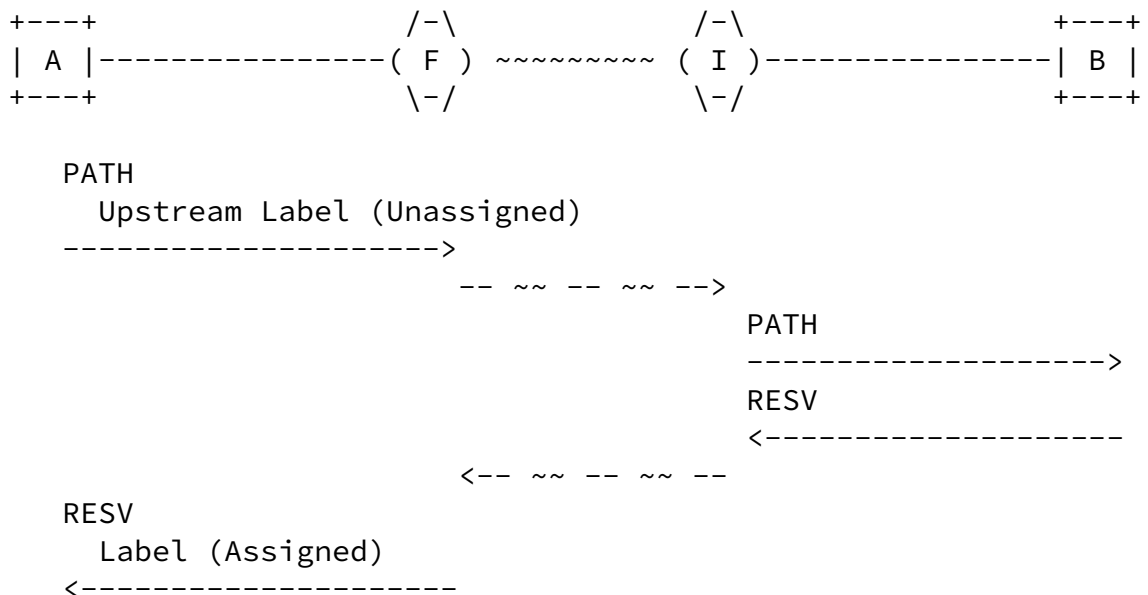 +---+                /-\             /-\                +---+
| A |----------------( F ) ~~~~~~~~~ ( I )----------------| B |
+---+                \-/             \-/                +---+
PATH
Upstream Label (Unassigned)
--------------------->
-- ~~ -- ~~ -->
PATH
-------------------->
RESV
<--------------------
<-- ~~ -- ~~ --
RESV
Label (Assigned)
<---------------------